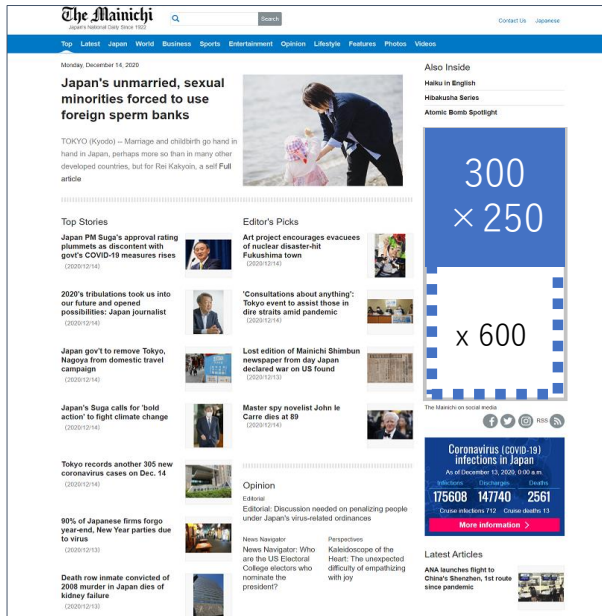 The Mainichi
Japan's National Daily Since 1922
Search
Contact Us Japanese
Top Latest Japan World Business Sports Entertainment Opinion Lifestyle Features Photos Videos
Monday, December 14, 2020
Japan's unmarried, sexual
minorities forced to use
foreign sperm banks
TOKYO (Kyodo) -- Marriage and childbirth go hand in
hand in Japan, perhaps more so than in many other
developed countries, but for Rei Kakyoin, a self Full
article
Top Stories
Japan PM Suga's approval rating
plummets as discontent with
govt's COVID-19 measures rises
(2020/12/14)
2020's tribulations took us into
our future and opened
possibilities: Japan journalist
(2020/12/14)
Japan gov't to remove Tokyo,
Nagoya from domestic travel
campaign
(2020/12/14)
Japan's Suga calls for 'bold
action' to fight climate change
(2020/12/14)
Tokyo records another 305 new
coronavirus cases on Dec. 14
(2020/12/14)
90% of Japanese firms forgo
year-end, New Year parties due
to virus
(2020/12/13)
Death row inmate convicted of
2008 murder in Japan dies of
kidney failure
(2020/12/13)
Editor's Picks
Art project encourages evacuees
of nuclear disaster-hit
Fukushima town
(2020/12/14)
'Consultations about anything':
Tokyo event to assist those in
dire straits amid pandemic
(2020/12/14)
Lost edition of Mainichi Shimbun
newspaper from day Japan
declared war on US found
(2020/12/13)
Master spy novelist John le
Carre dies at 89
(2020/12/14)
Opinion
Editorial
Editorial: Discussion needed on penalizing people
under Japan's virus-related ordinances
News Navigator
News Navigator: Who
are the US Electoral
College electors who
nominate the
president?
Perspectives
Kaleidoscope of the
Heart: The unexpected
difficulty of empathizing
with joy
Also Inside
Haiku in English
Hibakusha Series
Atomic Bomb Spotlight
300
×250
x 600
The Mainichi on social media
RSS
Coronavirus (COVID-19)
infections in Japan
As of December 13, 2020, 0:00 a.m.
Infections Discharges Deaths
175608 147740 2561
Cruise infections 712 Cruise deaths 13
More information >
Latest Articles
ANA launches flight to
China's Shenzhen, 1st route
since pandemic